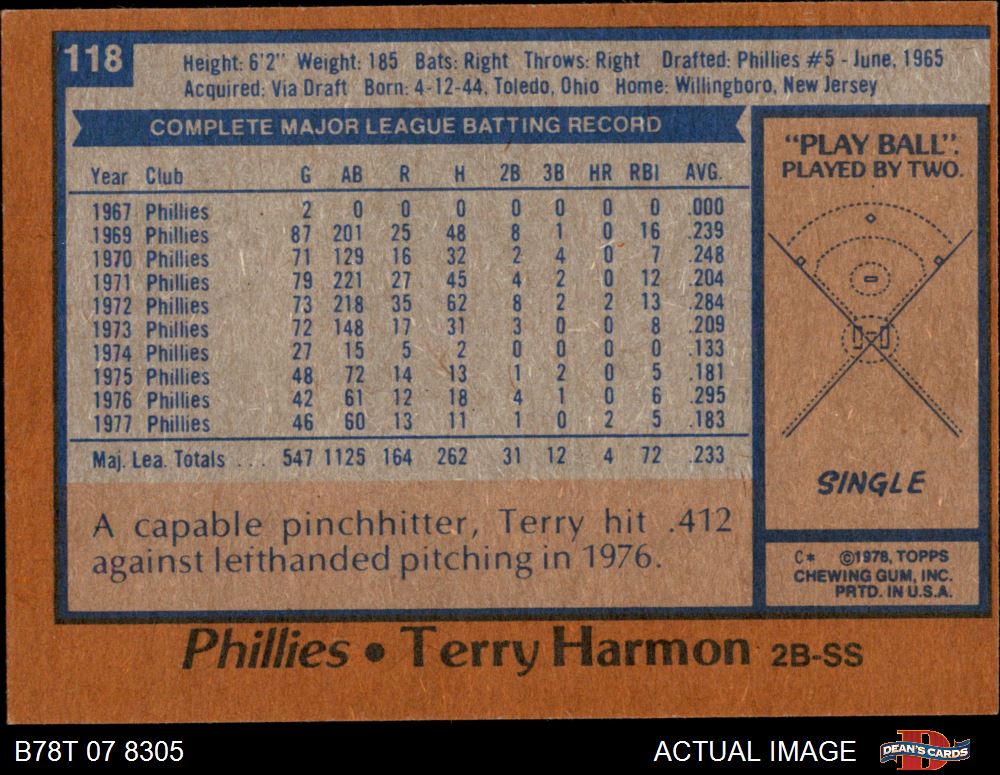 118
Height: 6'2" Weight: 185 Bats: Right Throws: Right Drafted: Phillies #5 - June, 1965
Acquired: Via Draft Born: 4-12-44, Toledo, Ohio Home: Willingboro, New Jersey
COMPLETE MAJOR LEAGUE BATTING RECORD
Year Club G AB R H 2B 3B HR RBI AVG.
1967 Phillies 2 0 0 0 0 0 0 0 .000
1969 Phillies 87 201 25 48 8 1 0 16 .239
1970 Phillies 71 129 16 32 2 4 0 7 .248
1971 Phillies 79 221 27 45 4 2 0 12 .204
1972 Phillies 73 218 35 62 8 2 2 13 .284
1973 Phillies 72 148 17 31 3 0 0 8 .209
1974 Phillies 27 15 5 2 0 0 0 0 .133
1975 Phillies 48 72 14 13 1 2 0 5 .181
1976 Phillies 42 61 12 18 4 1 0 6 .295
1977 Phillies 46 60 13 11 1 0 2 5 .183
Maj. Lea. Totals ... 547 1125 164 262 31 12 4 72 .233
A capable pinchhitter, Terry hit .412
against lefthanded pitching in 1976.
"PLAY BALL".
PLAYED BY TWO.
SINGLE
C* ©1978, TOPPS
CHEWING GUM, INC.
PRTD. IN U.S.A.
Phillies • Terry Harmon 2B-SS
B78T 07 8305 ACTUAL IMAGE
D
DEAN'S CARDS